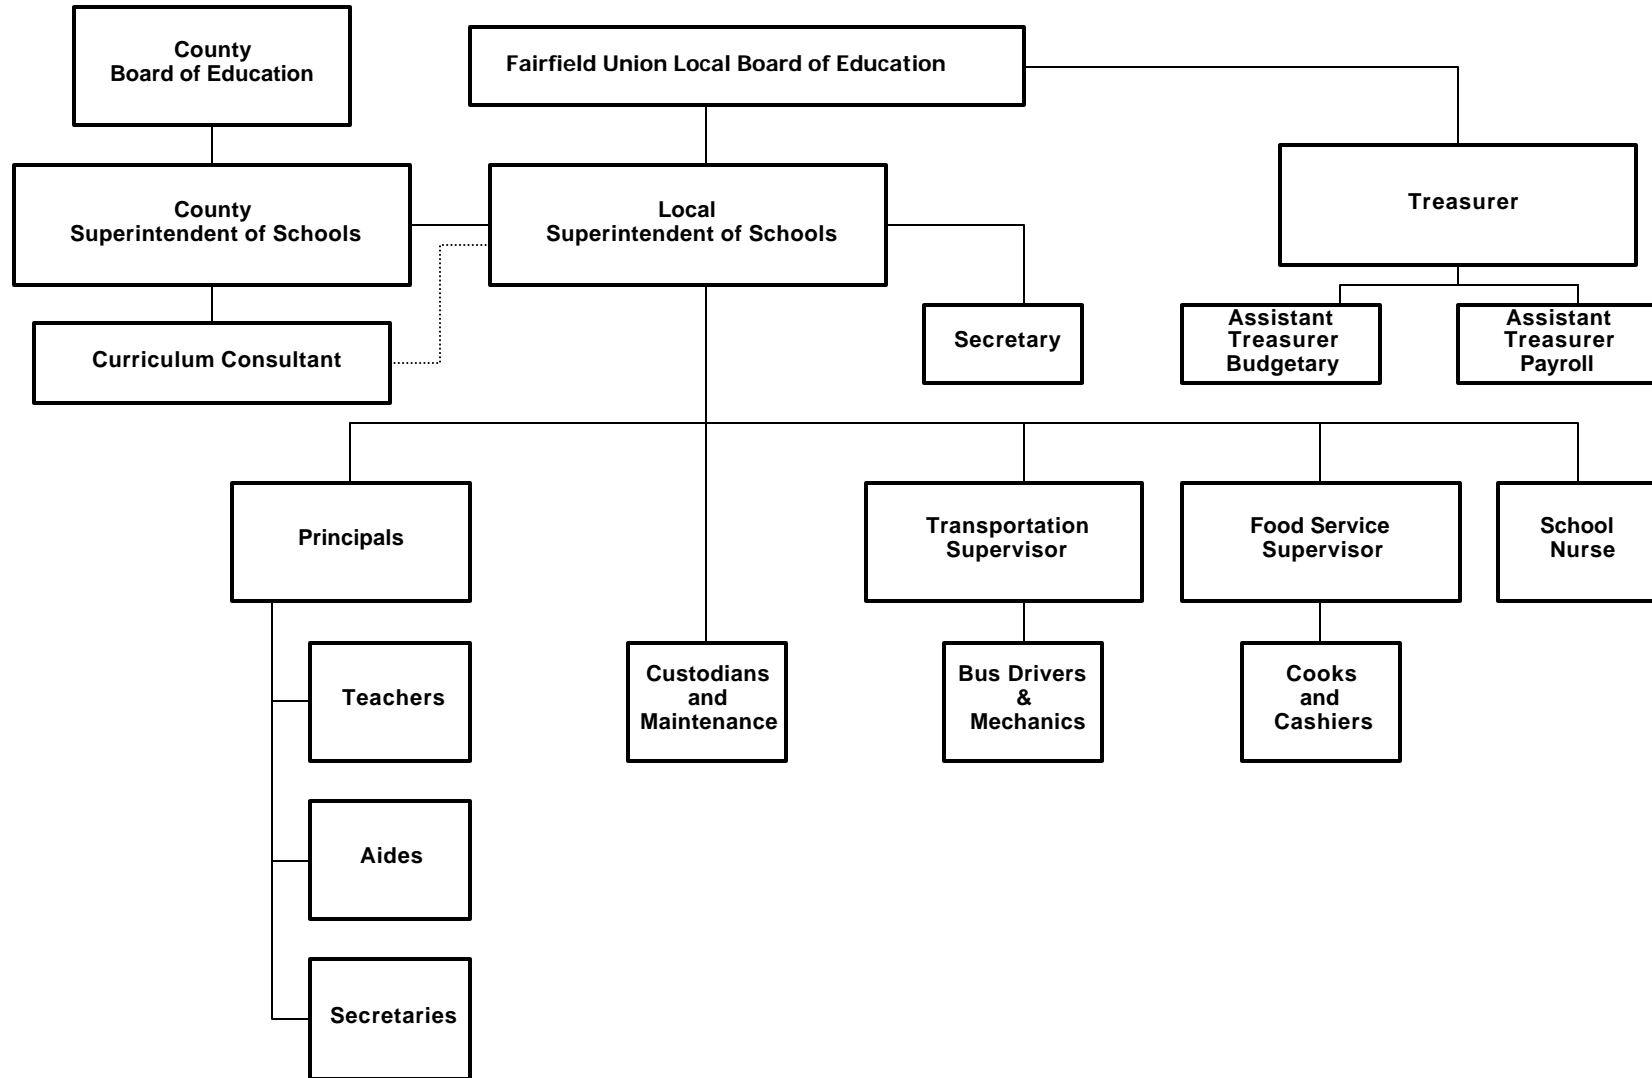 County
Board of Education
Fairfield Union Local Board of Education
County
Superintendent of Schools
Local
Superintendent of Schools
Treasurer
Curriculum Consultant
Secretary
Assistant
Treasurer
Budgetary
Assistant
Treasurer
Payroll
Principals
Transportation
Supervisor
Food Service
Supervisor
School
Nurse
Teachers
Custodians
and
Maintenance
Bus Drivers
&
Mechanics
Cooks
and
Cashiers
Aides
Secretaries